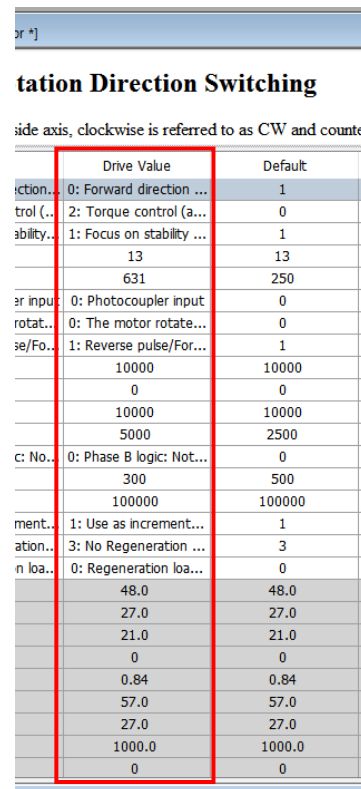 or *]
tation Direction Switching
side axis, clockwise is referred to as CW and counte
Drive Value Default
ection... 0: Forward direction ... 1
trol (... 2: Torque control (a... 0
ability... 1: Focus on stability ... 1
13 13
631 250
er input 0: Photocoupler input 0
rotat... 0: The motor rotate... 0
se/Fo... 1: Reverse pulse/For... 1
10000 10000
0 0
10000 10000
5000 2500
c: No... 0: Phase B logic: Not... 0
300 500
100000 100000
ment... 1: Use as increment... 1
ation... 3: No Regeneration ... 3
n loa... 0: Regeneration loa... 0
48.0 48.0
27.0 27.0
21.0 21.0
0 0
0.84 0.84
57.0 57.0
27.0 27.0
1000.0 1000.0
0 0